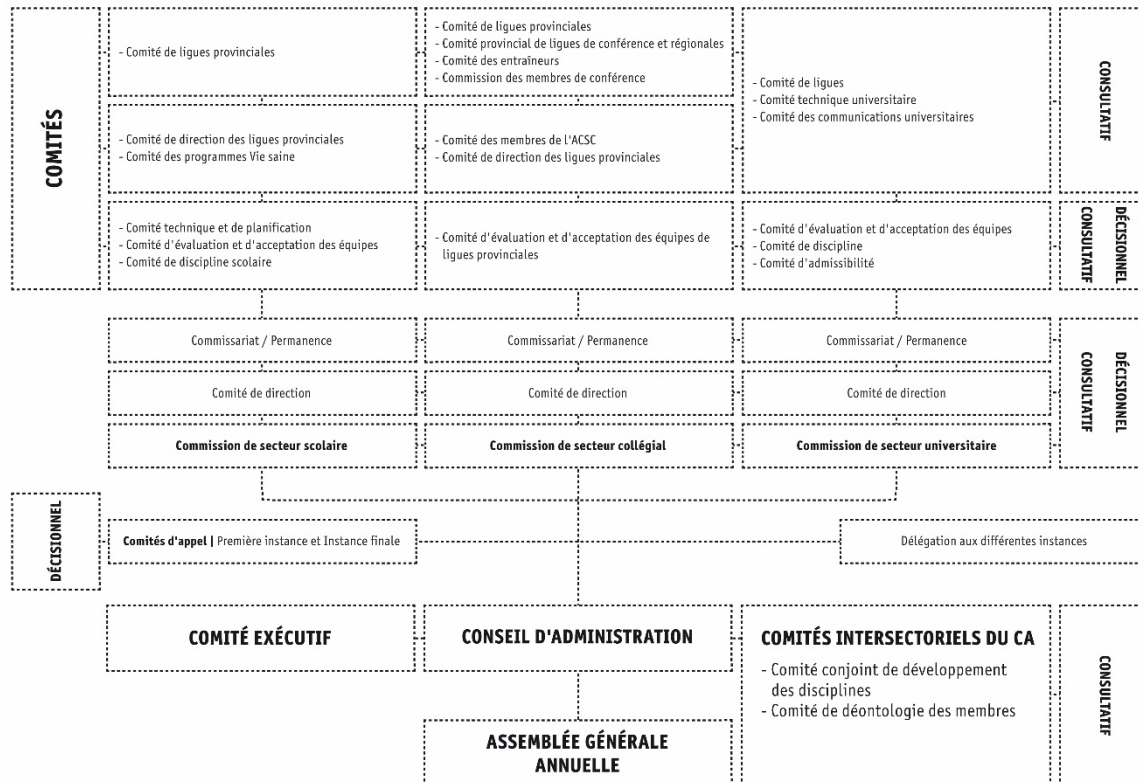 COMITÉS
- Comité de ligues provinciales
- Comité de ligues provinciales
- Comité provincial de ligues de conférence et régionales
- Comité des entraîneurs
- Commission des membres de conférence
- Comité de ligues
- Comité technique universitaire
- Comité des communications universitaires
CONSULTATIF
- Comité de direction des ligues provinciales
- Comité des programmes Vie saine
- Comité des membres de l'ACSC
- Comité de direction des ligues provinciales
- Comité technique et de planification
- Comité d'évaluation et d'acceptation des équipes
- Comité de discipline scolaire
- Comité d'évaluation et d'acceptation des équipes de
ligues provinciales
- Comité d'évaluation et d'acceptation des équipes
- Comité de discipline
- Comité d'admissibilité
DÉCISIONNEL
CONSULTATIF
Commissariat / Permanence
Commissariat / Permanence
Commissariat / Permanence
Comité de direction
Comité de direction
Comité de direction
Commission de secteur scolaire
Commission de secteur collégial
Commission de secteur universitaire
DÉCISIONNEL
CONSULTATIF
DÉCISIONNEL
Comités d'appel | Première instance et Instance finale
Délégation aux différentes instances
COMITÉ EXÉCUTIF
CONSEIL D'ADMINISTRATION
COMITÉS INTERSECTORIELS DU CA
- Comité conjoint de développement
des disciplines
- Comité de déontologie des membres
CONSULTATIF
ASSEMBLÉE GÉNÉRALE
ANNUELLE